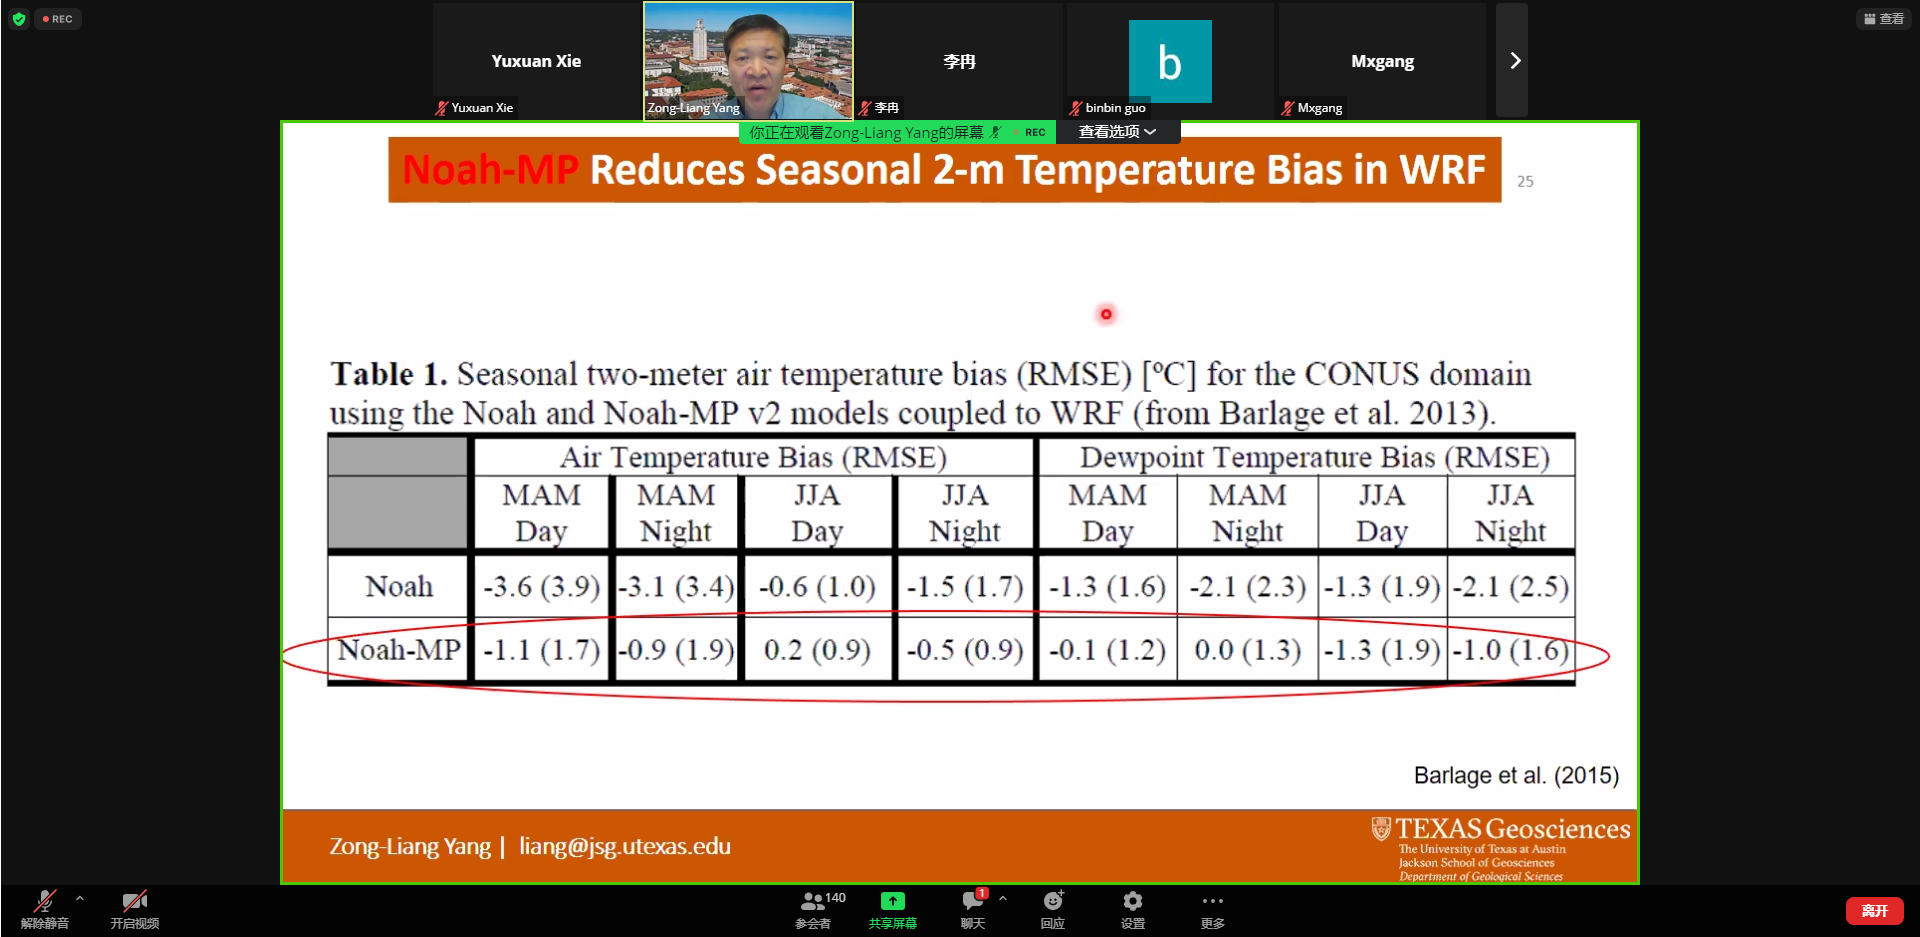 REC
查看
Yuxuan Xie
李冉
b
Mxgang
Yuxuan Xie
Zong-Liang Yang
李冉
binbin guo
Mxgang
你正在观看Zong-Liang Yang的屏幕 REC 查看选项
Noah-MP Reduces Seasonal 2-m Temperature Bias in WRF
25
Table 1. Seasonal two-meter air temperature bias (RMSE) [ºC] for the CONUS domain
using the Noah and Noah-MP v2 models coupled to WRF (from Barlage et al. 2013).
Air Temperature Bias (RMSE) Dewpoint Temperature Bias (RMSE)
MAM MAM JJA JJA MAM MAM JJA JJA
Day Night Day Night Day Night Day Night
Noah -3.6 (3.9) -3.1 (3.4) -0.6 (1.0) -1.5 (1.7) -1.3 (1.6) -2.1 (2.3) -1.3 (1.9) -2.1 (2.5)
Noah-MP -1.1 (1.7) -0.9 (1.9) 0.2 (0.9) -0.5 (0.9) -0.1 (1.2) 0.0 (1.3) -1.3 (1.9) -1.0 (1.6)
Barlage et al. (2015)
Zong-Liang Yang | liang@jsg.utexas.edu
TEXAS Geosciences
The University of Texas at Austin
Jackson School of Geosciences
Department of Geological Sciences
140
1
解除静音 开启视频 参会者 共享屏幕 聊天 回应 设置 更多
离开